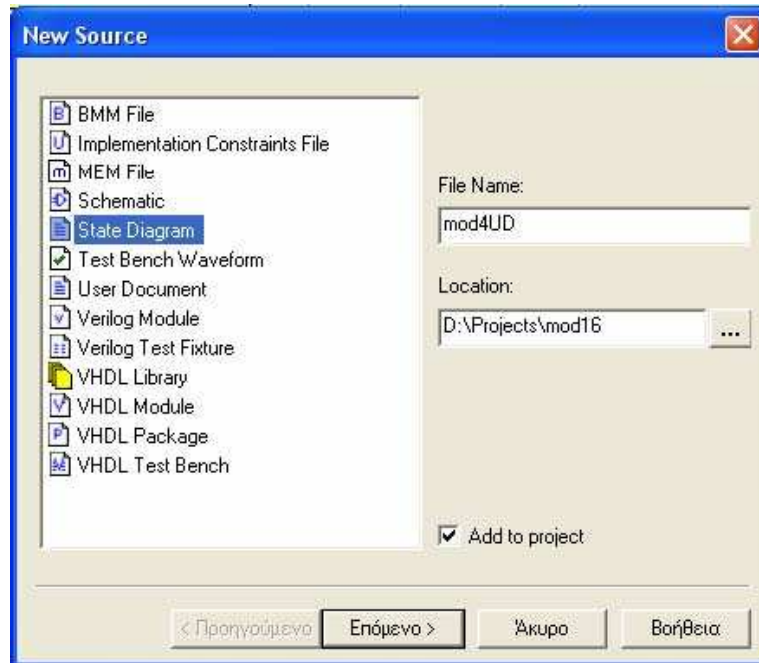 New Source
BMM File
Implementation Constraints File
MEM File
Schematic
State Diagram
Test Bench Waveform
User Document
Verilog Module
Verilog Test Fixture
VHDL Library
VHDL Module
VHDL Package
VHDL Test Bench
File Name:
mod4UD
Location:
D:\Projects\mod16
...
Add to project
< Προηγούμενο
Επόμενο >
Άκυρο
Βοήθεια